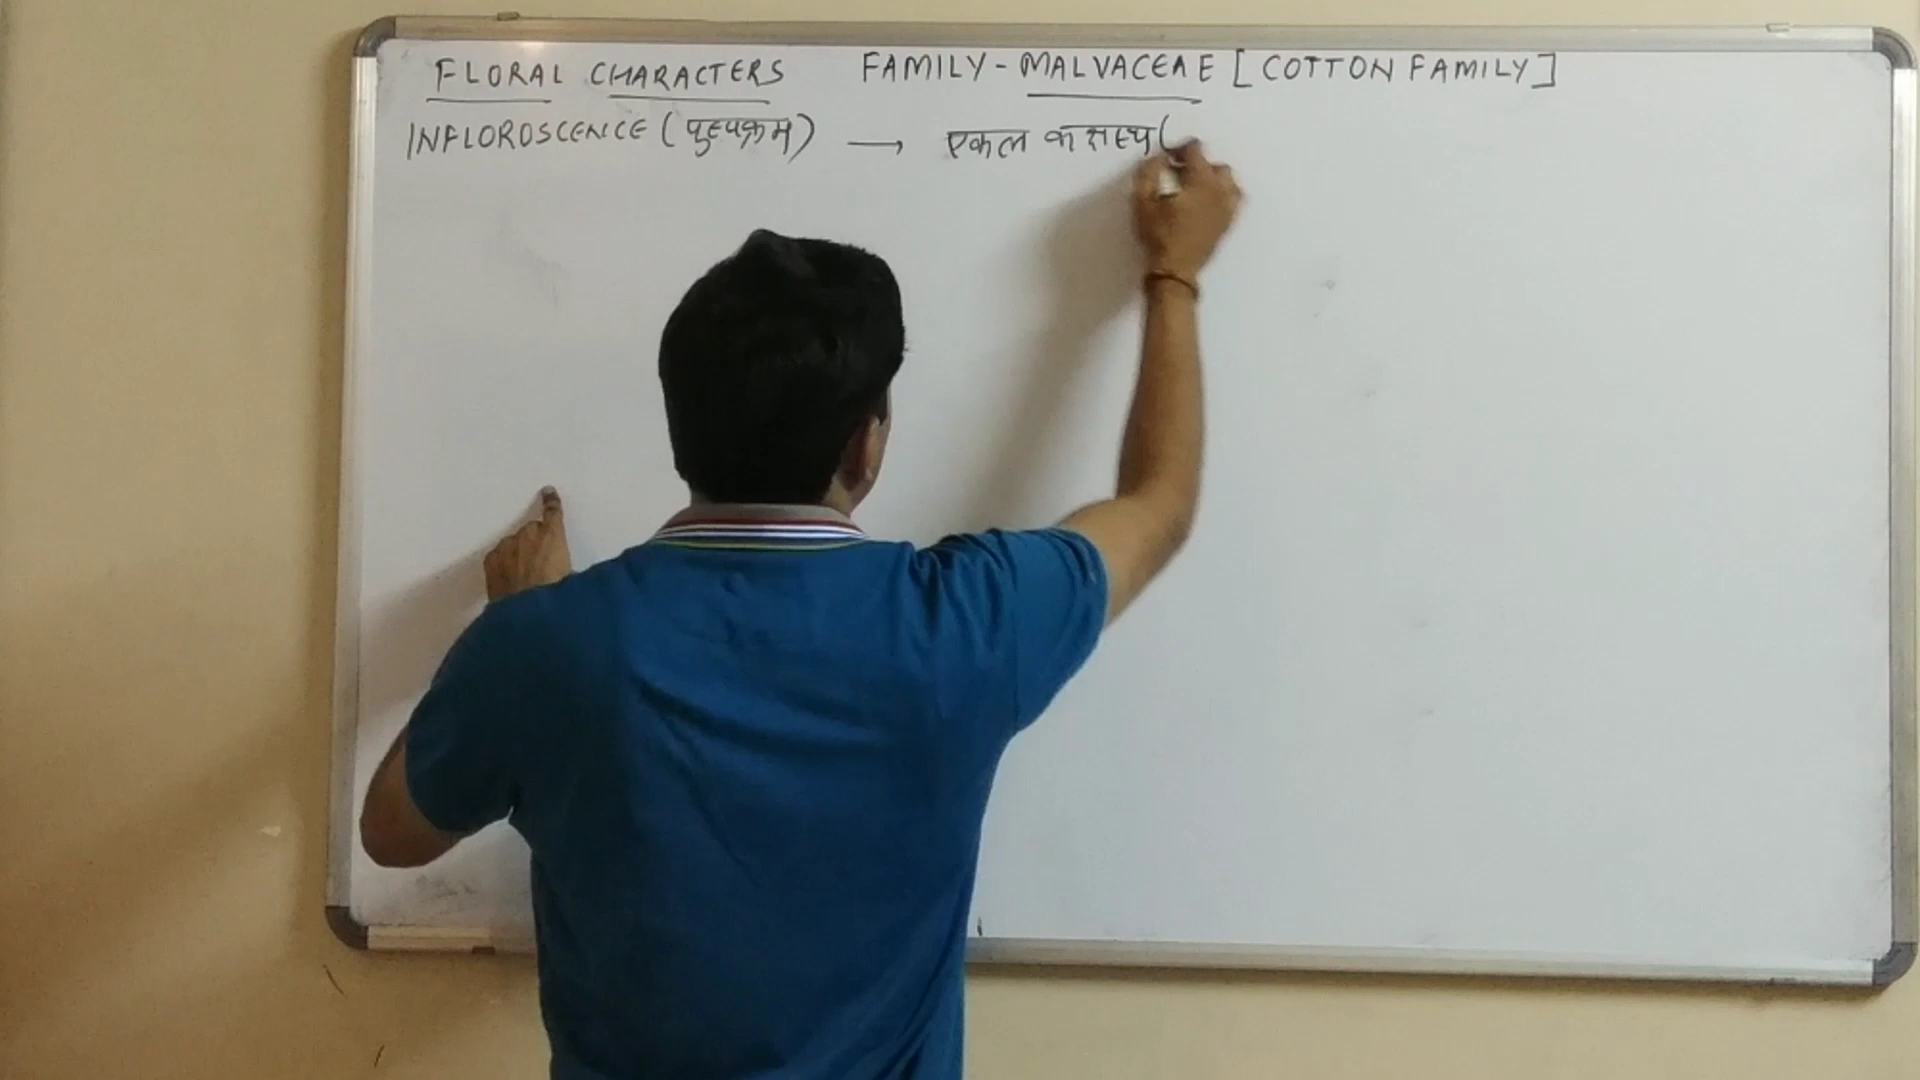 FLORAL CHARACTERS FAMILY - MALVACEAE [COTTON FAMILY]
INFLOROSCENCE (पुष्पक्रम) → एकल कक्षस्थ (